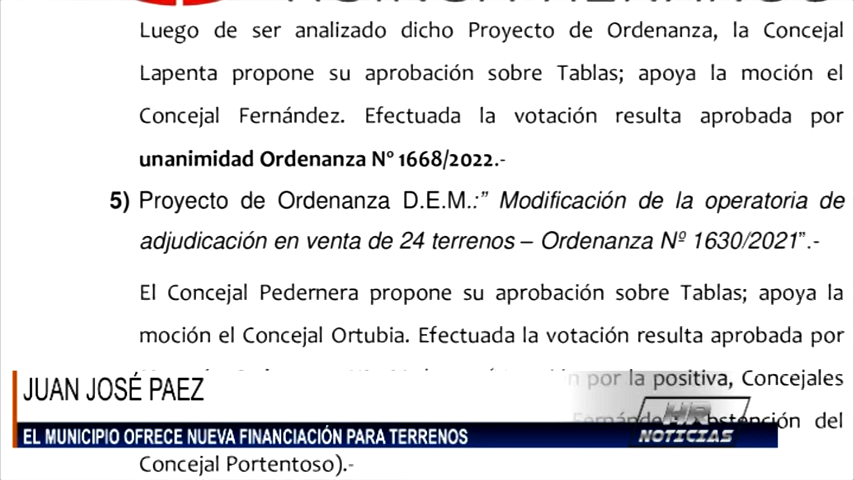 Luego de ser analizado dicho Proyecto de Ordenanza, la Concejal
Lapenta propone su aprobación sobre Tablas; apoya la moción el
Concejal Fernández. Efectuada la votación resulta aprobada por
unanimidad Ordenanza Nº 1668/2022.-
5) Proyecto de Ordenanza D.E.M.:” Modificación de la operatoria de
adjudicación en venta de 24 terrenos – Ordenanza Nº 1630/2021”.-
El Concejal Pedernera propone su aprobación sobre Tablas; apoya la
moción el Concejal Ortubia. Efectuada la votación resulta aprobada por
por la positiva, Concejales
JUAN JOSÉ PAEZ
del
HR
NOTICIAS
EL MUNICIPIO OFRECE NUEVA FINANCIACIÓN PARA TERRENOS
Concejal Portentoso).-